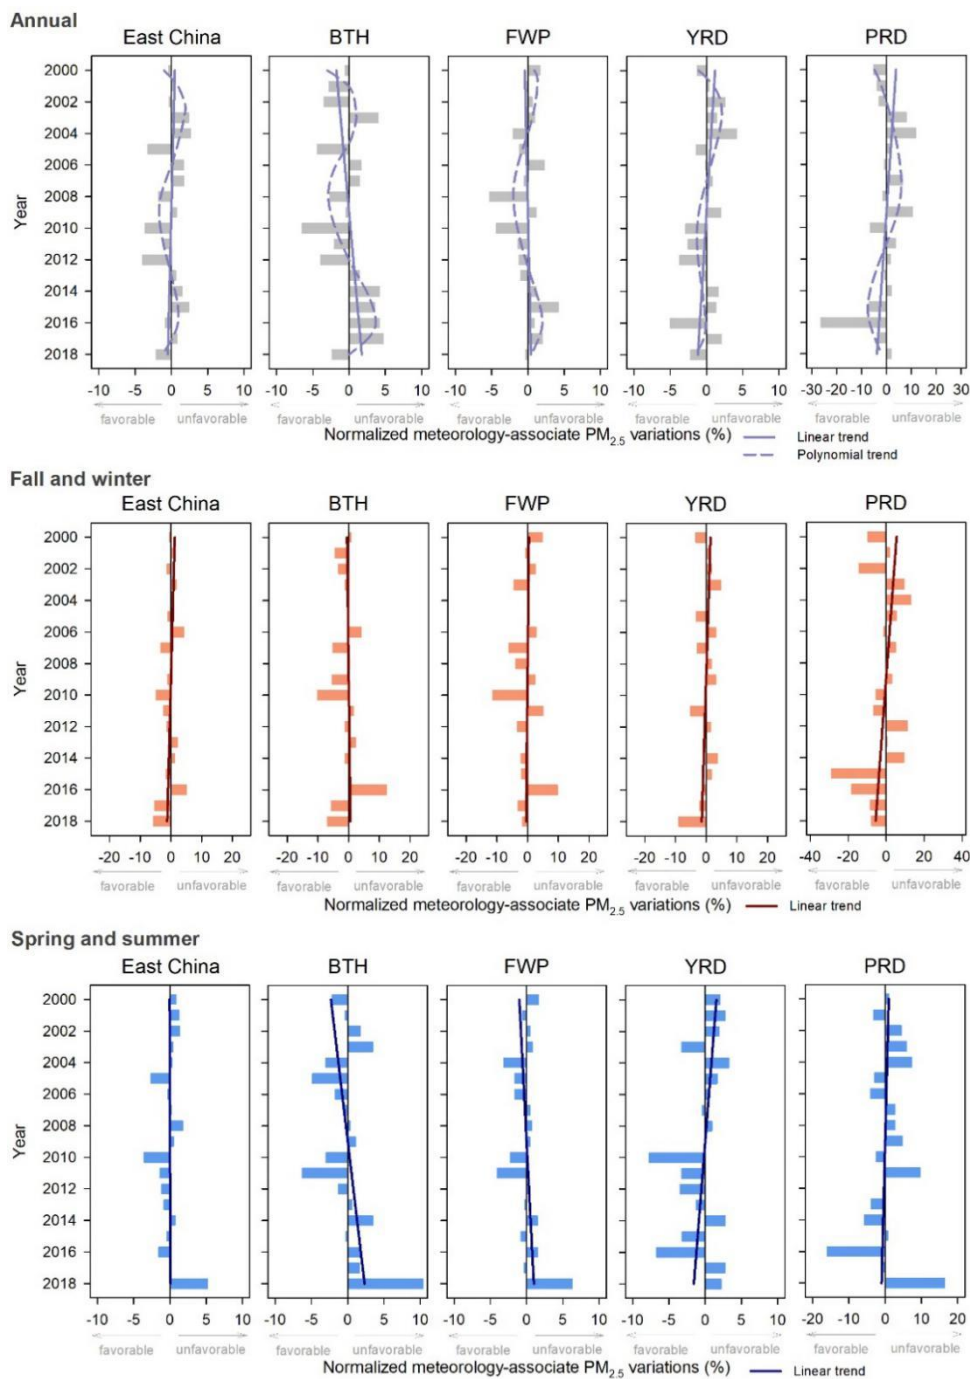 Annual
East China BTH FWP YRD PRD
2000
2002
2004
2006
2008
2010
2012
2014
2016
2018
Year
-10 -5 0 5 10 -10 -5 0 5 10 -10 -5 0 5 10 -10 -5 0 5 10 -30 -20 -10 0 10 20 30
favorable unfavorable favorable unfavorable favorable unfavorable favorable unfavorable favorable unfavorable
Normalized meteorology-associate PM2.5 variations (%) Linear trend
Polynomial trend
Fall and winter
East China BTH FWP YRD PRD
2000
2002
2004
2006
2008
2010
2012
2014
2016
2018
Year
-20 -10 0 10 20 -20 -10 0 10 20 -20 -10 0 10 20 -20 -10 0 10 20 -40 -20 0 20 40
favorable unfavorable favorable unfavorable favorable unfavorable favorable unfavorable favorable unfavorable
Normalized meteorology-associate PM2.5 variations (%) Linear trend
Spring and summer
East China BTH FWP YRD PRD
2000
2002
2004
2006
2008
2010
2012
2014
2016
2018
Year
-10 -5 0 5 10 -10 -5 0 5 10 -10 -5 0 5 10 -10 -5 0 5 10 -20 -10 0 10 20
favorable unfavorable favorable unfavorable favorable unfavorable favorable unfavorable favorable unfavorable
Normalized meteorology-associate PM2.5 variations (%) Linear trend